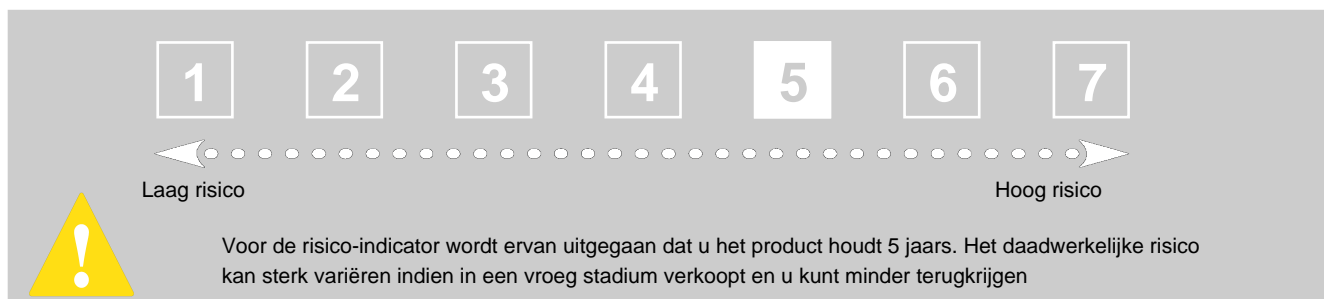 1 2 3 4 5 6 7
Laag risico Hoog risico
Voor de risico-indicator wordt ervan uitgegaan dat u het product houdt 5 jaars. Het daadwerkelijke risico
kan sterk variëren indien in een vroeg stadium verkoopt en u kunt minder terugkrijgen